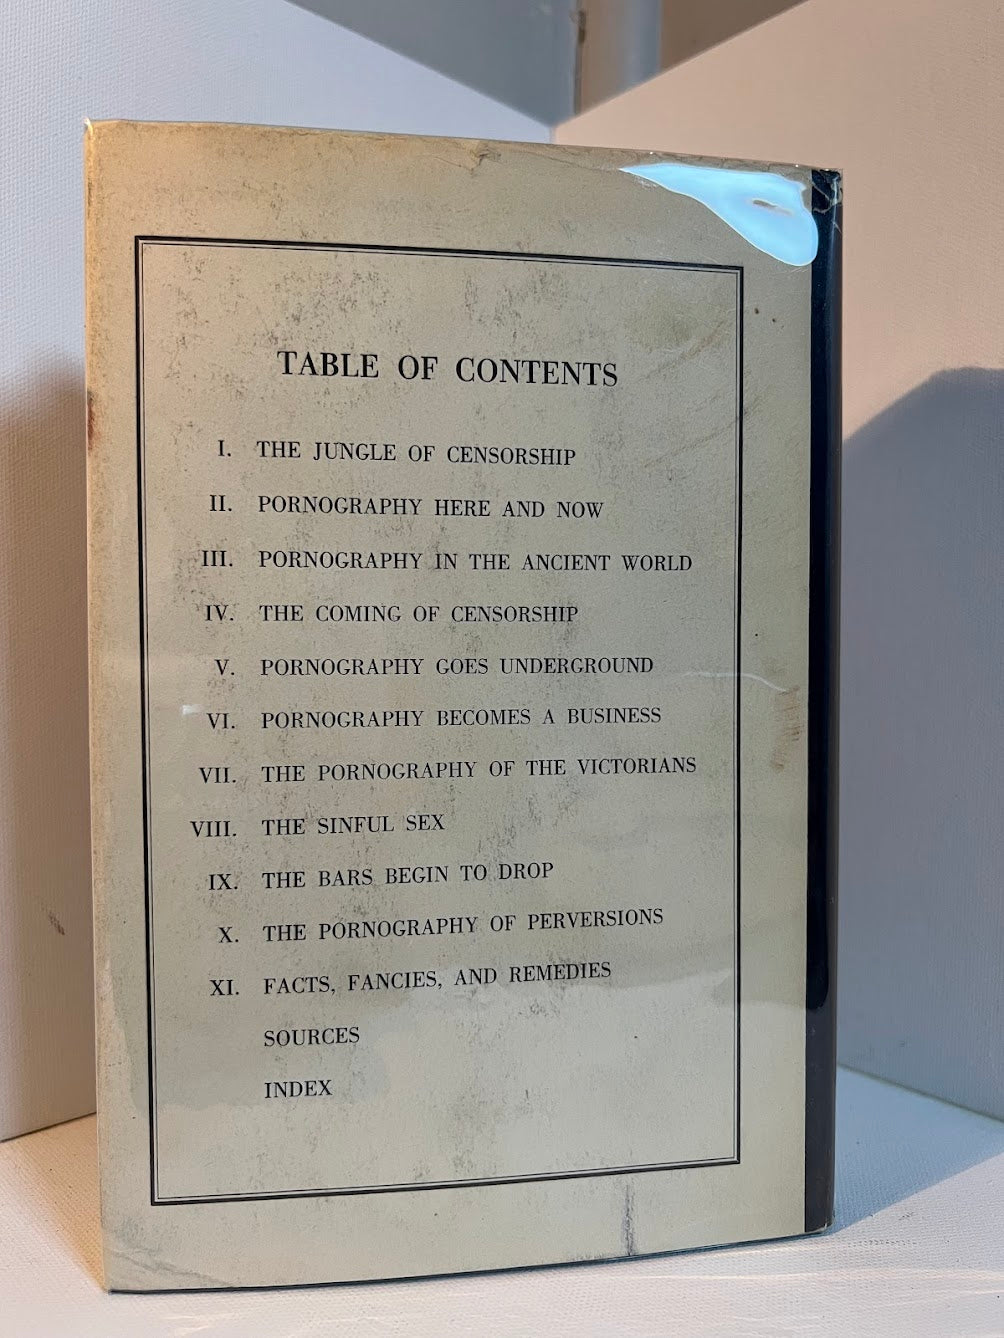 TABLE OF CONTENTS
I. THE JUNGLE OF CENSORSHIP
II. PORNOGRAPHY HERE AND NOW
III. PORNOGRAPHY IN THE ANCIENT WORLD
IV. THE COMING OF CENSORSHIP
V. PORNOGRAPHY GOES UNDERGROUND
VI. PORNOGRAPHY BECOMES A BUSINESS
VII. THE PORNOGRAPHY OF THE VICTORIANS
VIII. THE SINFUL SEX
IX. THE BARS BEGIN TO DROP
X. THE PORNOGRAPHY OF PERVERSIONS
XI. FACTS, FANCIES, AND REMEDIES
SOURCES
INDEX